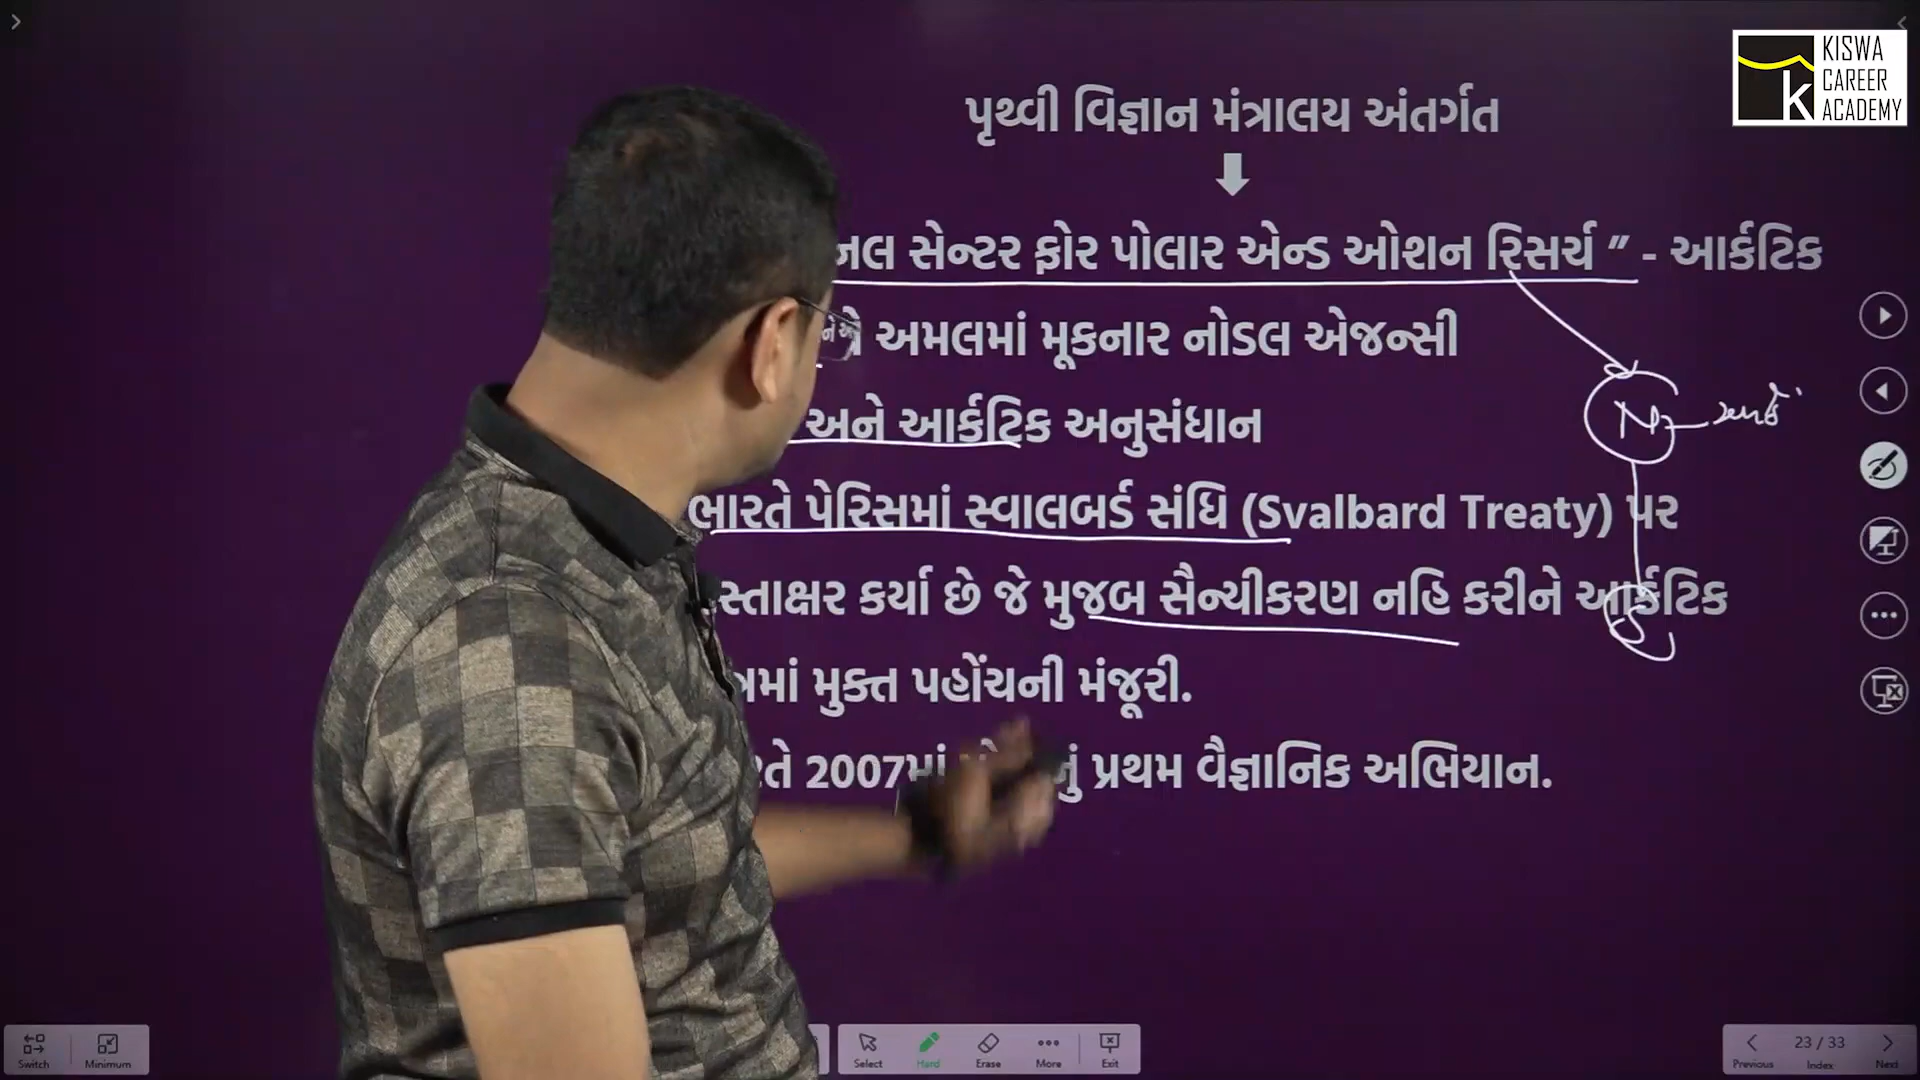 KISWA
CAREER
ACADEMY
પૃથ્વી વિજ્ઞાન મંત્રાલય અંતર્ગત
સેન્ટર ફોર પોલાર એન્ડ ઓશન રિસર્ચ ” - આર્કટિક
અમલમાં મૂકનાર નોડલ એજન્સી
અને આર્કટિક અનુસંધાન
ભારતે પેરિસમાં સ્વાલબર્ડ સંધિ (Svalbard Treaty) પર
કર્યા છે જે મુજબ સૈન્યીકરણ નહિ કરીને આર્કટિક
મુક્ત પહોંચની મંજૂરી.
2007માં પ્રથમ વૈજ્ઞાનિક અભિયાન.
N
S
Switch Minimum Select Hard Erase More Exit Previous 23 / 33 Index Next